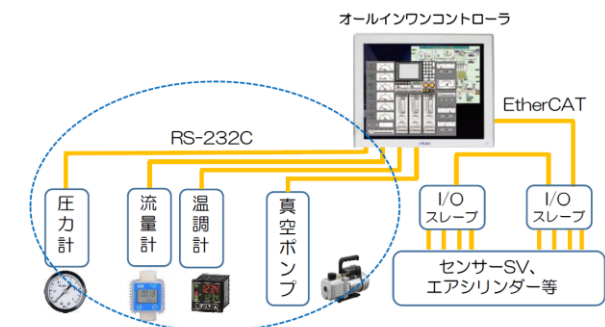 オールインワンコントローラ
EtherCAT
RS-232C
圧力計
流量計
温調計
真空ポンプ
I/O
スレーブ
I/O
スレーブ
センサーSV、
エアシリンダー等